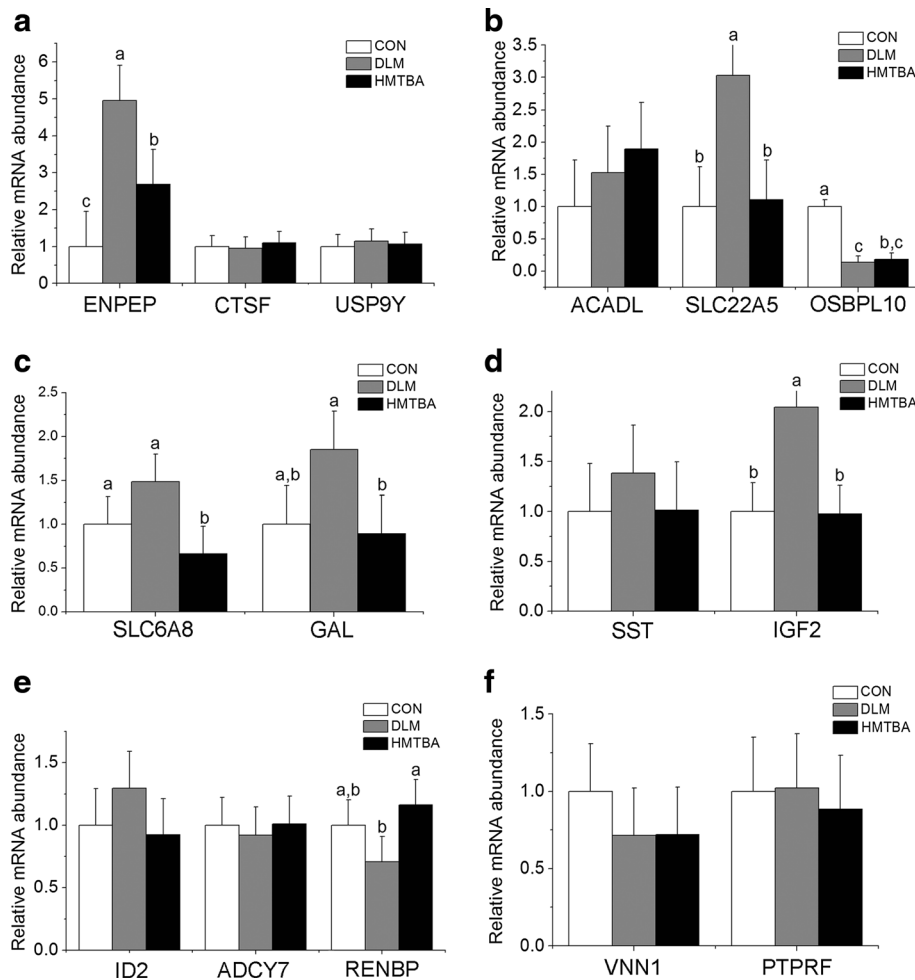 a
CON
DLM
HMTBA
Relative mRNA abundance
6
5
4
3
2
1
0
c
a
b
ENPEP
CTSF
USP9Y
b
CON
DLM
HMTBA
Relative mRNA abundance
3.5
3.0
2.5
2.0
1.5
1.0
0.5
0.0
b
a
b
a
c
b,c
ACADL
SLC22A5
OSBPL10
c
CON
DLM
HMTBA
Relative mRNA abundance
2.5
2.0
1.5
1.0
0.5
0.0
a
a
b
a,b
a
b
SLC6A8
GAL
d
CON
DLM
HMTBA
Relative mRNA abundance
2.0
1.5
1.0
0.5
0.0
b
a
b
SST
IGF2
e
CON
DLM
HMTBA
Relative mRNA abundance
1.5
1.0
0.5
0.0
a,b
b
a
ID2
ADCY7
RENBP
f
CON
DLM
HMTBA
Relative mRNA abundance
1.5
1.0
0.5
0.0
VNN1
PTPRF